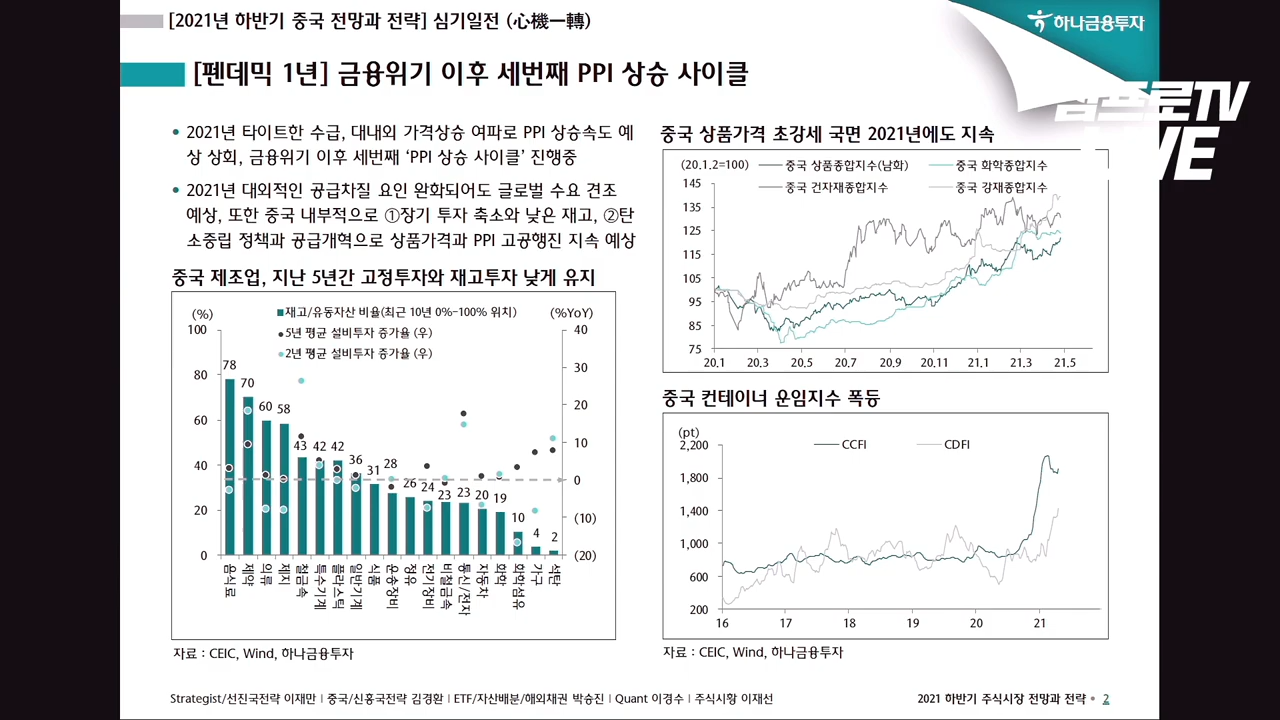 [2021년 하반기 중국 전망과 전략] 심기일전 (心機一轉)
하나금융투자
[펜데믹 1년] 금융위기 이후 세번째 PPI 상승 사이클
TV
• 2021년 타이트한 수급, 대내외 가격상승 여파로 PPI 상승속도 예
상 상회, 금융위기 이후 세번째 ‘PPI 상승 사이클’ 진행중
• 2021년 대외적인 공급차질 요인 완화되어도 글로벌 수요 견조
예상, 또한 중국 내부적으로 ①장기 투자 축소와 낮은 재고, ②탄
소중립 정책과 공급개혁으로 상품가격과 PPI 고공행진 지속 예상
중국 제조업, 지난 5년간 고정투자와 재고투자 낮게 유지
(%)
(%YoY)
재고/유동자산 비율(최근 10년 0%-100% 위치)
5년 평균 설비투자 증가율 (우)
2년 평균 설비투자 증가율 (우)
100
80
60
40
20
0
40
30
20
10
0
(10)
(20)
78 70 60 58 43 42 42 36 31 28 26 24 23 23 20 19 10 4 2
음식료 제약 의류 제지 철금속 특수기계 플라스틱 일반기계 식품 운송장비 정유 전기장비 비철금속 통신/전자 자동차 화학 화학섬유 가구 석탄
자료 : CEIC, Wind, 하나금융투자
중국 상품가격 초강세 국면 2021년에도 지속
(20.1.2=100)
중국 상품종합지수(남화)
중국 화학종합지수
중국 건자재종합지수
중국 강재종합지수
145
135
125
115
105
95
85
75
20.1 20.3 20.5 20.7 20.9 20.11 21.1 21.3 21.5
중국 컨테이너 운임지수 폭등
(pt)
CCFI
CDFI
2,200
1,800
1,400
1,000
600
200
16 17 18 19 20 21
자료 : CEIC, Wind, 하나금융투자
Strategist/선진국전략 이재만 | 중국/신흥국전략 김경환 | ETF/자산배분/해외채권 박승진 | Quant 이경수 | 주식시황 이재선
2021 하반기 주식시장 전망과 전략 • 2